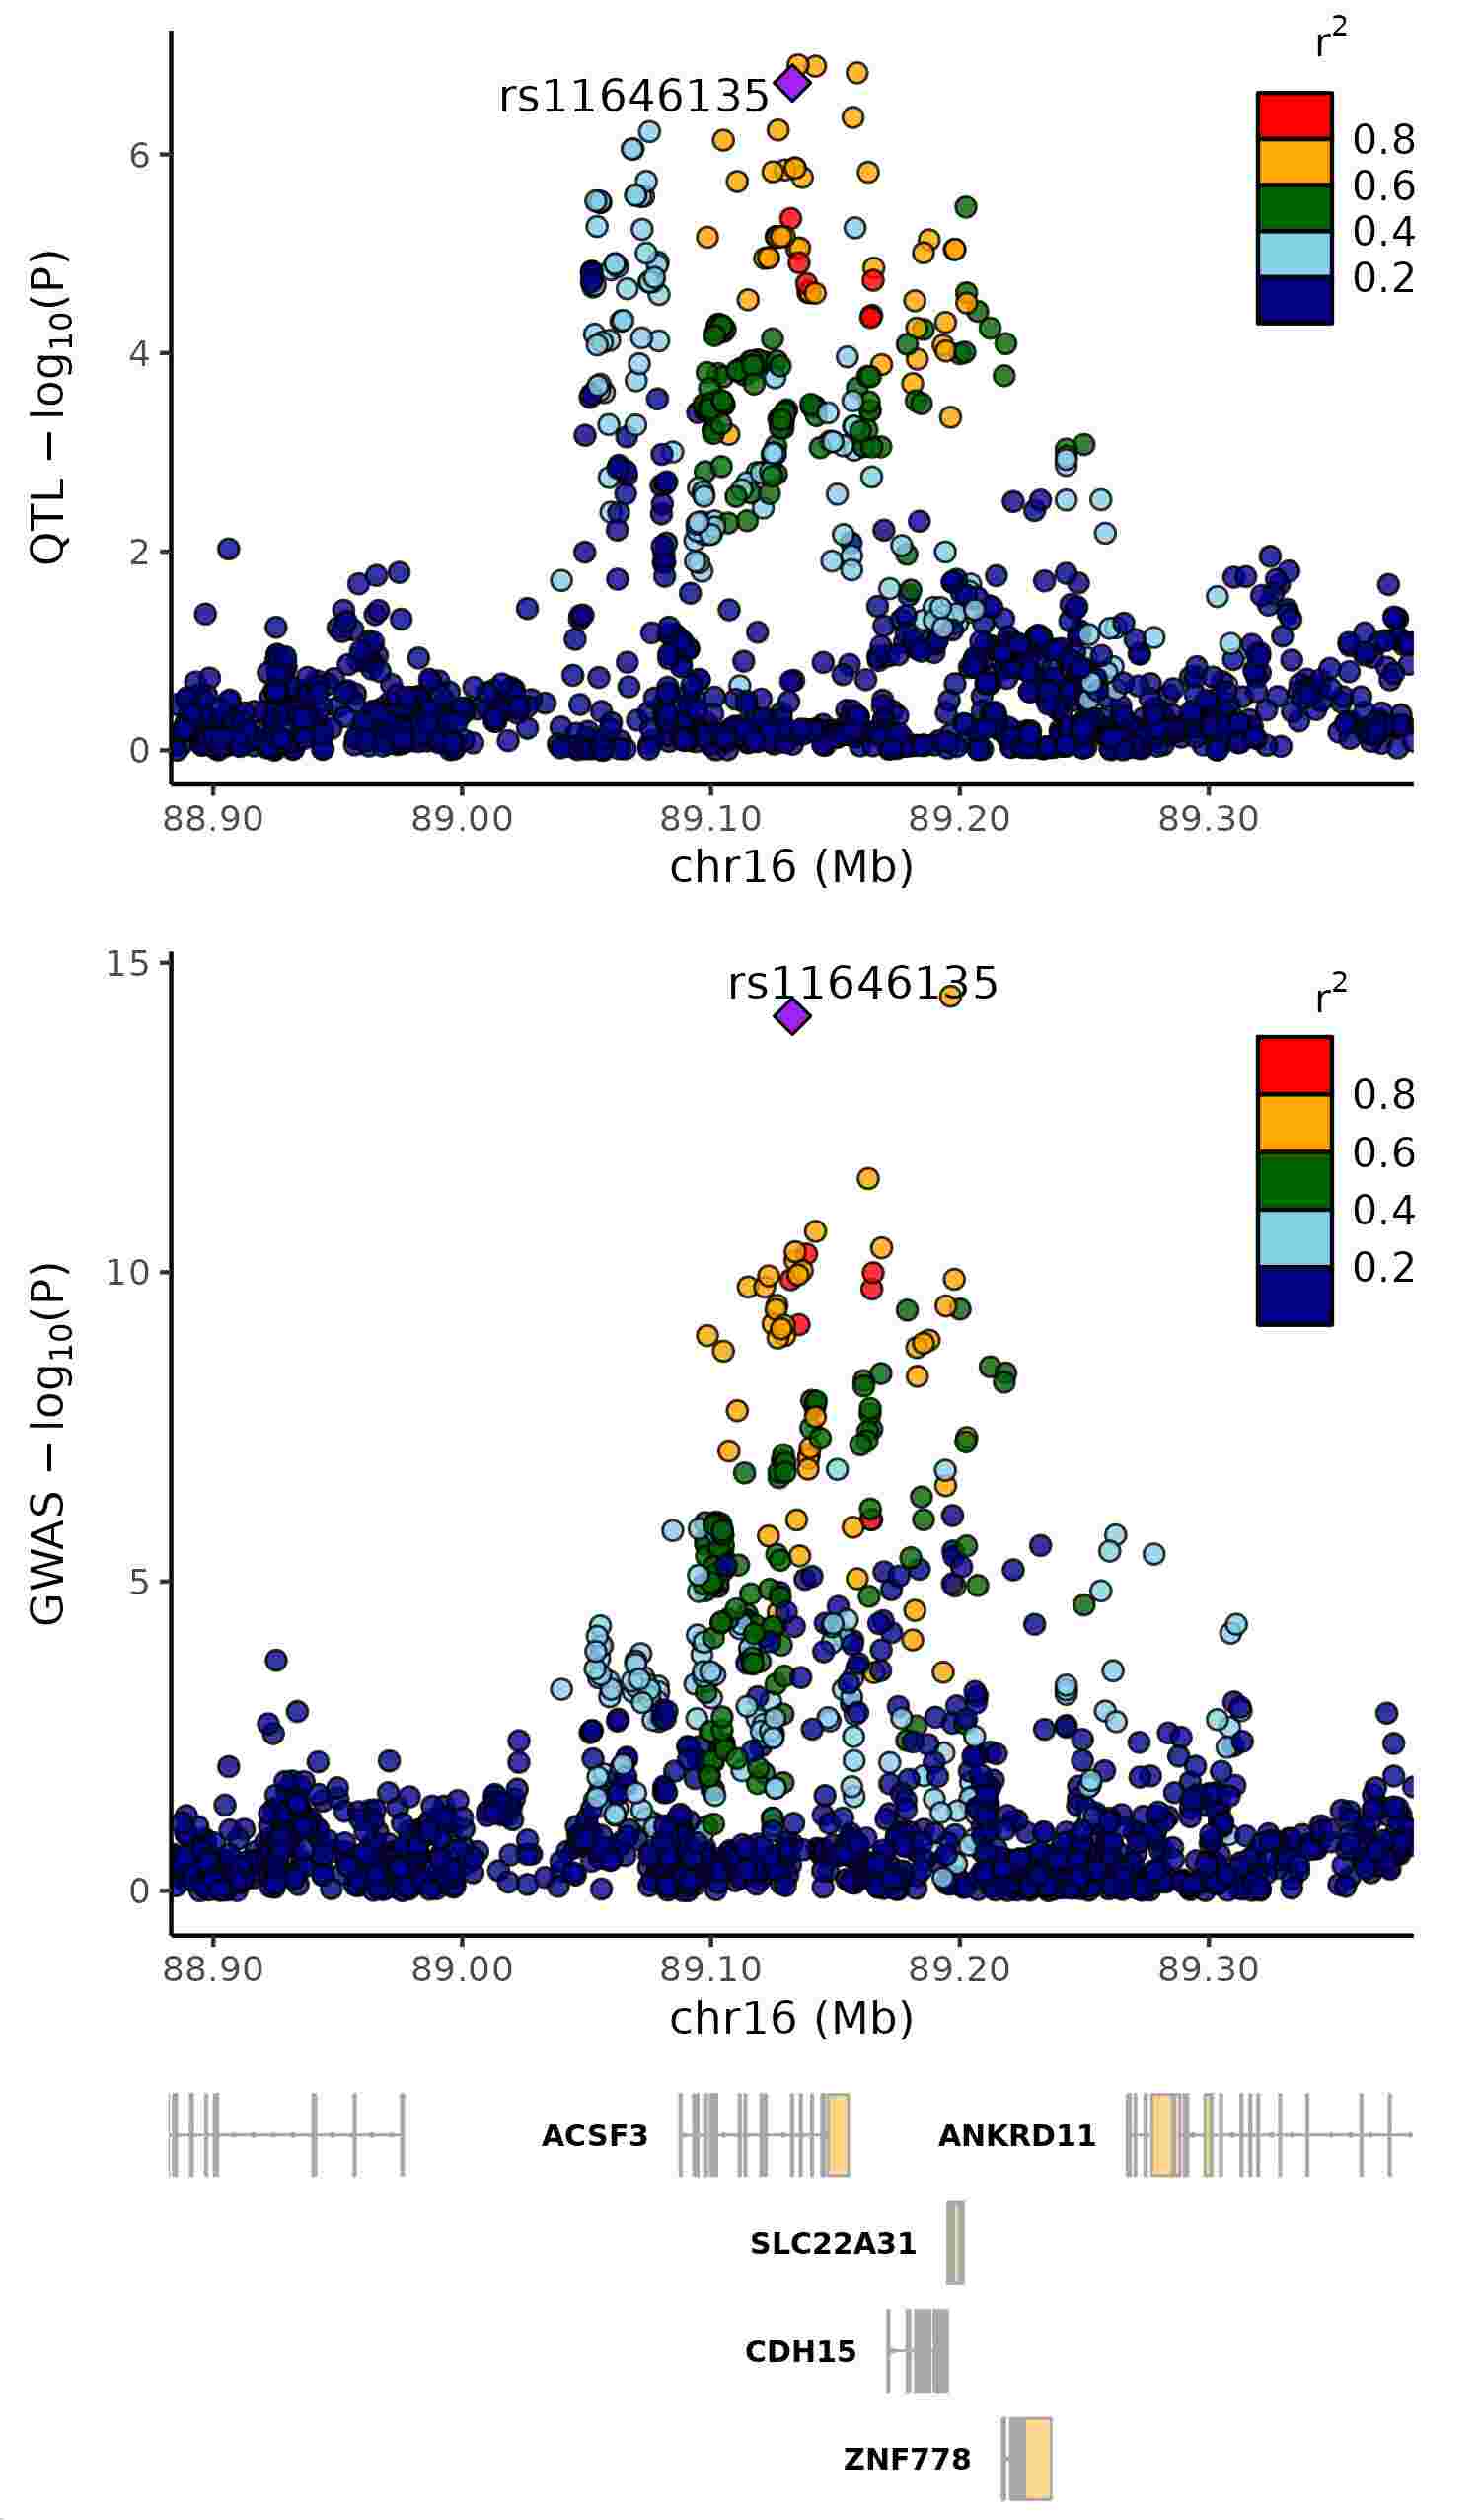 r2
rs11646135
0.8
0.6
0.4
0.2
QTL −log10(P)
6
4
2
0
88.90 89.00 89.10 89.20 89.30
chr16 (Mb)
15
rs11646135
r2
0.8
0.6
0.4
0.2
GWAS −log10(P)
10
5
0
88.90 89.00 89.10 89.20 89.30
chr16 (Mb)
ACSF3 ANKRD11
SLC22A31
CDH15
ZNF778